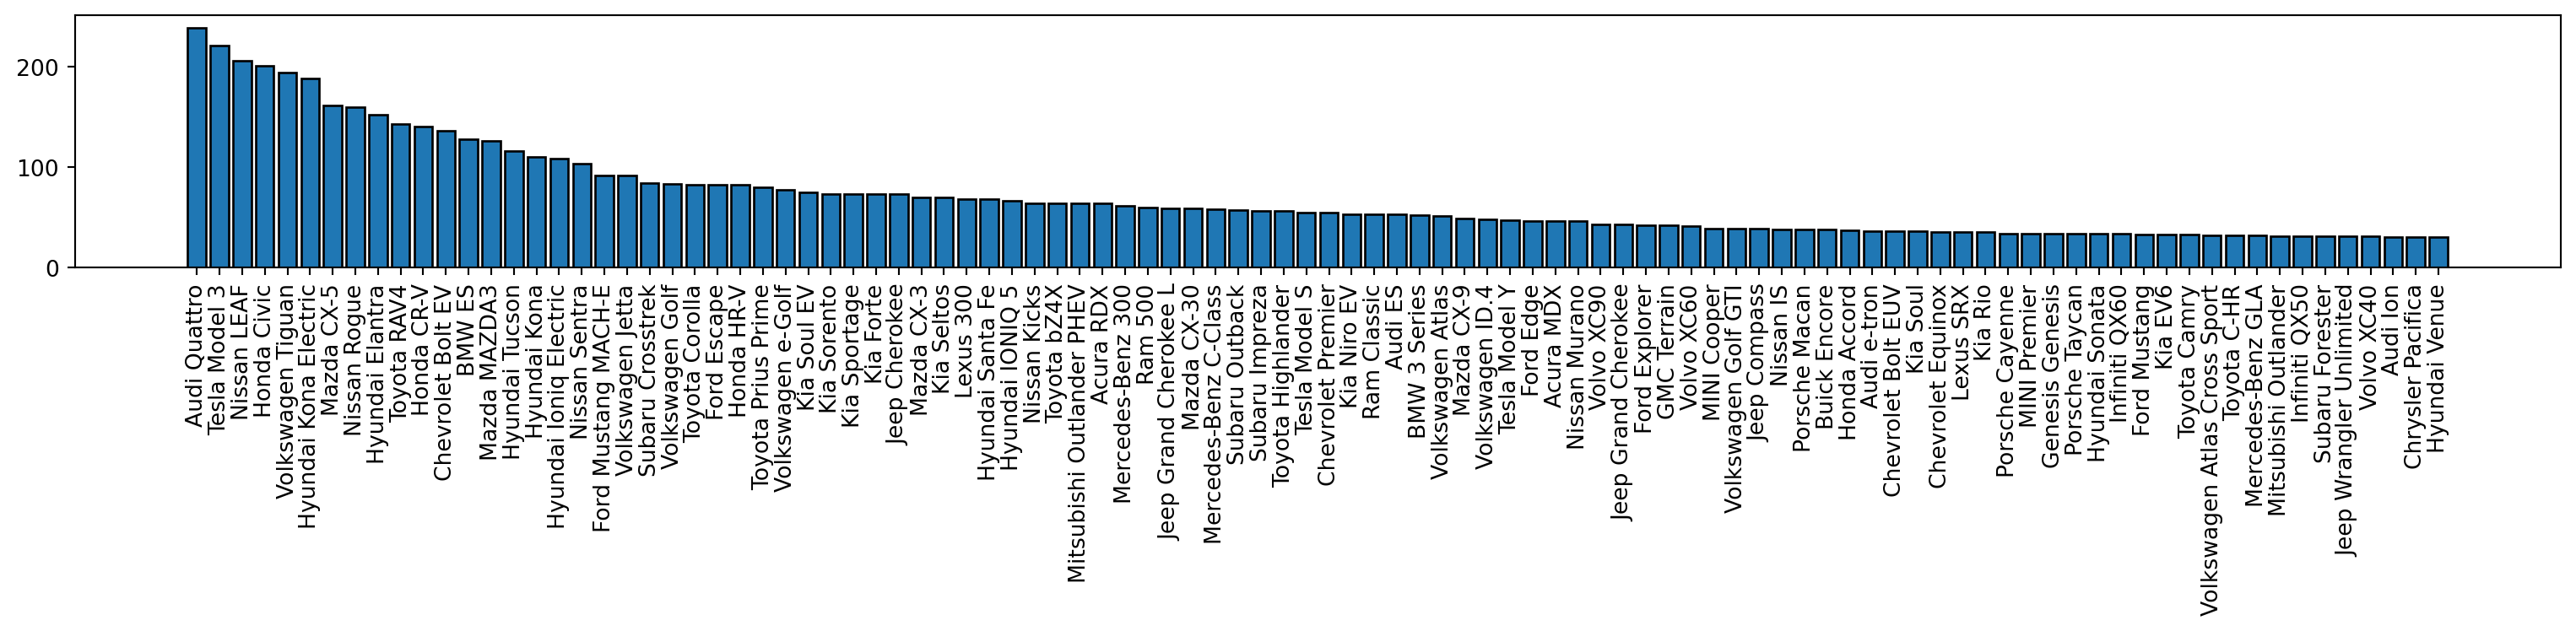 200
100
0
Audi Quattro
Tesla Model 3
Nissan LEAF
Honda Civic
Volkswagen Tiguan
Hyundai Kona Electric
Mazda CX-5
Nissan Rogue
Hyundai Elantra
Toyota RAV4
Honda CR-V
Chevrolet Bolt EV
BMW ES
Mazda MAZDA3
Hyundai Tucson
Hyundai Kona
Hyundai Ioniq Electric
Nissan Sentra
Ford Mustang MACH-E
Volkswagen Jetta
Subaru Crosstrek
Volkswagen Golf
Toyota Corolla
Ford Escape
Honda HR-V
Toyota Prius Prime
Volkswagen e-Golf
Kia Soul EV
Kia Sorento
Kia Sportage
Kia Forte
Jeep Cherokee
Mazda CX-3
Kia Seltos
Lexus 300
Hyundai Santa Fe
Hyundai IONIQ 5
Nissan Kicks
Toyota bZ4X
Mitsubishi Outlander PHEV
Acura RDX
Mercedes-Benz 300
Ram 500
Jeep Grand Cherokee L
Mazda CX-30
Mercedes-Benz C-Class
Subaru Outback
Subaru Impreza
Toyota Highlander
Tesla Model S
Chevrolet Premier
Kia Niro EV
Ram Classic
Audi ES
BMW 3 Series
Volkswagen Atlas
Mazda CX-9
Volkswagen ID.4
Tesla Model Y
Ford Edge
Acura MDX
Nissan Murano
Volvo XC90
Jeep Grand Cherokee
Ford Explorer
GMC Terrain
Volvo XC60
MINI Cooper
Volkswagen Golf GTI
Jeep Compass
Nissan IS
Porsche Macan
Buick Encore
Honda Accord
Audi e-tron
Chevrolet Bolt EUV
Kia Soul
Chevrolet Equinox
Lexus SRX
Kia Rio
Porsche Cayenne
MINI Premier
Genesis Genesis
Porsche Taycan
Hyundai Sonata
Infiniti QX60
Ford Mustang
Kia EV6
Toyota Camry
Volkswagen Atlas Cross Sport
Toyota C-HR
Mercedes-Benz GLA
Mitsubishi Outlander
Infiniti QX50
Subaru Forester
Jeep Wrangler Unlimited
Volvo XC40
Audi Ion
Chrysler Pacifica
Hyundai Venue